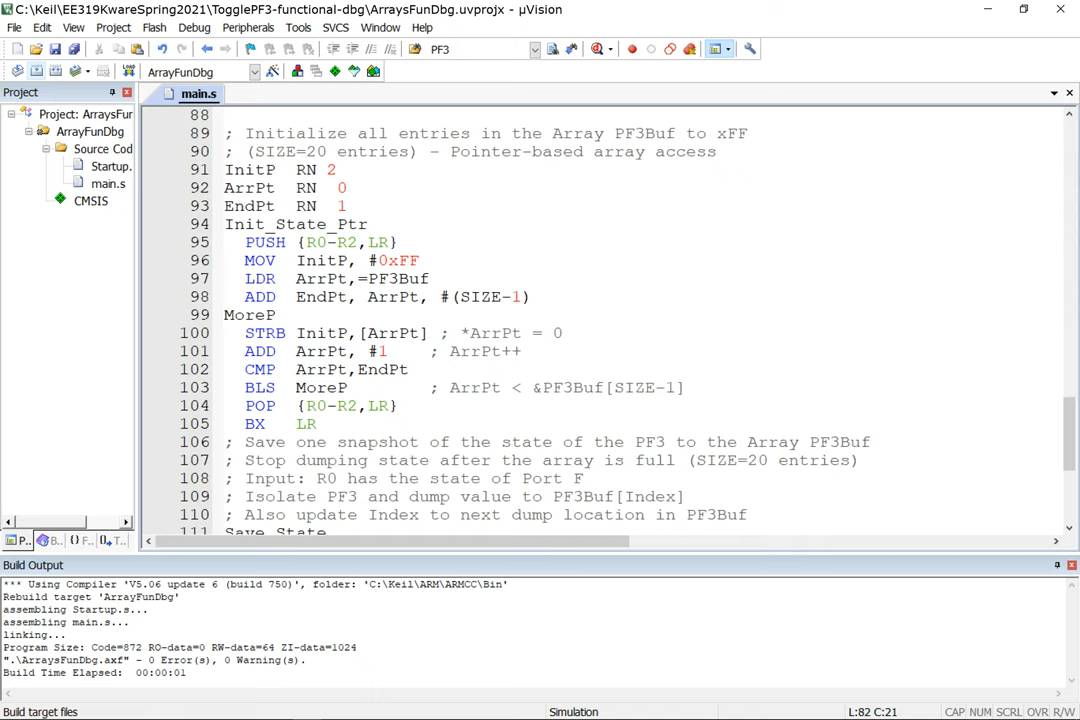 C:\Keil\EE319KwareSpring2021\TogglePF3-functional-dbg\ArraysFunDbg.uvprojx - µVision
File Edit View Project Flash Debug Peripherals Tools SVCS Window Help
PF3
ArrayFunDbg
Project
main.s
Project: ArraysFur
ArrayFunDbg
Source Cod
Startup.
main.s
CMSIS
88
89 ; Initialize all entries in the Array PF3Buf to xFF
90 ; (SIZE=20 entries) - Pointer-based array access
91 InitP RN 2
92 ArrPt RN 0
93 EndPt RN 1
94 Init_State_Ptr
95 PUSH {R0-R2,LR}
96 MOV InitP, #0xFF
97 LDR ArrPt,=PF3Buf
98 ADD EndPt, ArrPt, #(SIZE-1)
99 MoreP
100 STRB InitP,[ArrPt] ; *ArrPt = 0
101 ADD ArrPt, #1 ; ArrPt++
102 CMP ArrPt,EndPt
103 BLS MoreP ; ArrPt < &PF3Buf[SIZE-1]
104 POP {R0-R2,LR}
105 BX LR
106 ; Save one snapshot of the state of the PF3 to the Array PF3Buf
107 ; Stop dumping state after the array is full (SIZE=20 entries)
108 ; Input: R0 has the state of Port F
109 ; Isolate PF3 and dump value to PF3Buf[Index]
110 ; Also update Index to next dump location in PF3Buf
111 Save_State
P.. B.. {} F.. T..
Build Output
*** Using Compiler 'V5.06 update 6 (build 750)', folder: 'C:\Keil\ARM\ARMCC\Bin'
Rebuild target 'ArrayFunDbg'
assembling Startup.s...
assembling main.s...
linking...
Program Size: Code=872 RO-data=0 RW-data=64 ZI-data=1024
".\ArraysFunDbg.axf" - 0 Error(s), 0 Warning(s).
Build Time Elapsed: 00:00:01
Build target files Simulation L:82 C:21 CAP NUM SCRL OVR R/W